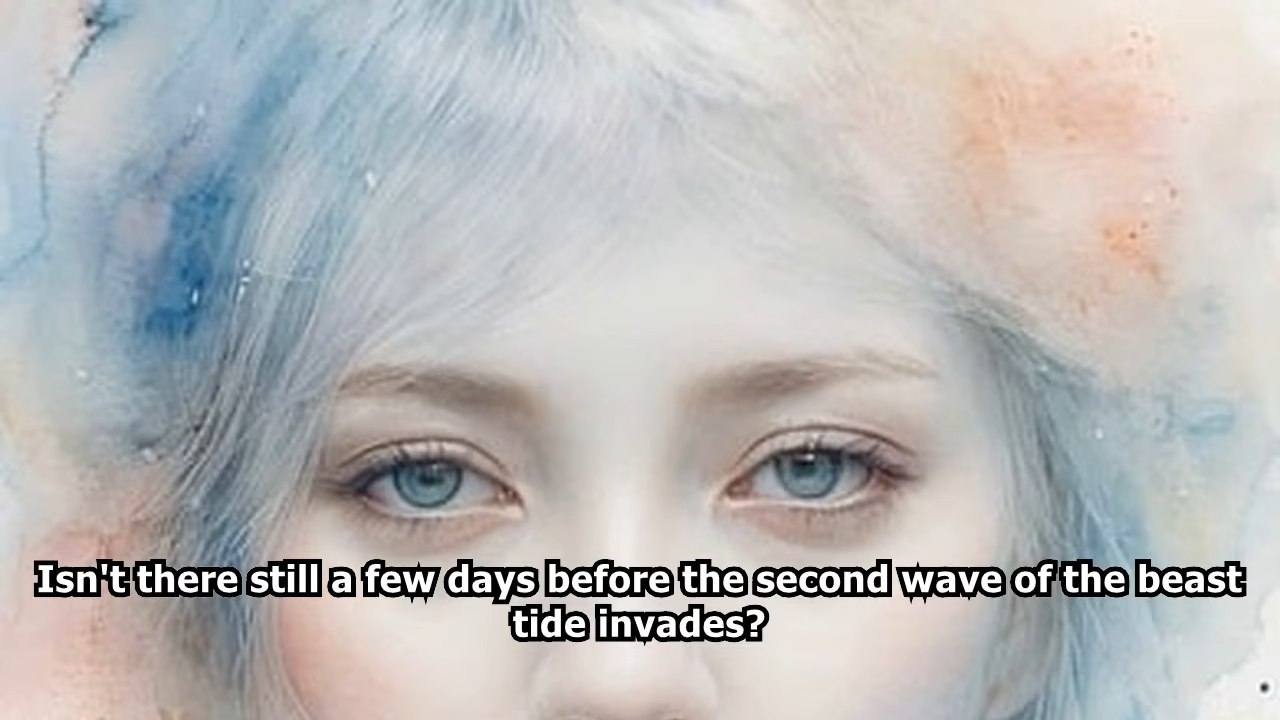 Isn't there still a few days before the second wave of the beast
tide invades?